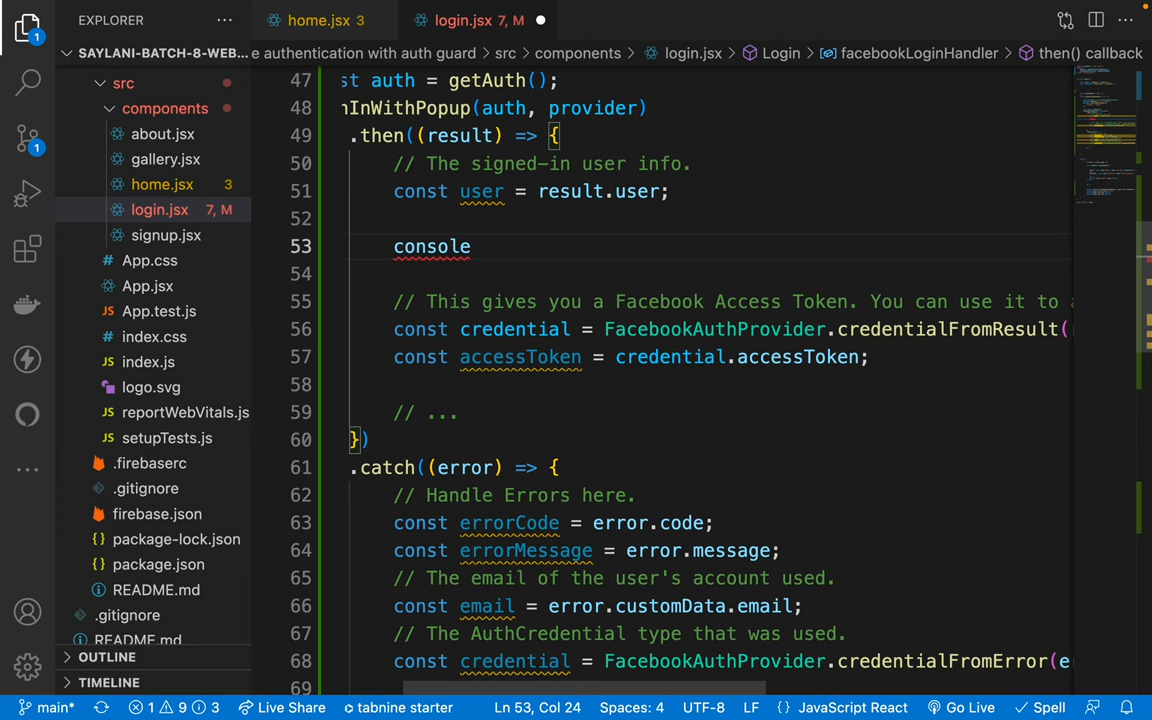 EXPLORER
home.jsx 3
login.jsx 7, M
SAYLANI-BATCH-8-WEB...
e authentication with auth guard › src › components › login.jsx › Login › facebookLoginHandler › then() callback
src
components
about.jsx
gallery.jsx
home.jsx 3
login.jsx 7, M
signup.jsx
# App.css
App.jsx
JS App.test.js
# index.css
JS index.js
logo.svg
JS reportWebVitals.js
JS setupTests.js
.firebaserc
.gitignore
firebase.json
{} package-lock.json
{} package.json
README.md
.gitignore
README.md
OUTLINE
TIMELINE
1
1
47 st auth = getAuth();
48 nInWithPopup(auth, provider)
49 .then((result) => {
50 // The signed-in user info.
51 const user = result.user;
52
53 console
54
55 // This gives you a Facebook Access Token. You can use it to a
56 const credential = FacebookAuthProvider.credentialFromResult(
57 const accessToken = credential.accessToken;
58
59 // ...
60 })
61 .catch((error) => {
62 // Handle Errors here.
63 const errorCode = error.code;
64 const errorMessage = error.message;
65 // The email of the user's account used.
66 const email = error.customData.email;
67 // The AuthCredential type that was used.
68 const credential = FacebookAuthProvider.credentialFromError(e
69
main* 1 9 3 Live Share tabnine starter Ln 53, Col 24 Spaces: 4 UTF-8 LF {} JavaScript React Go Live Spell